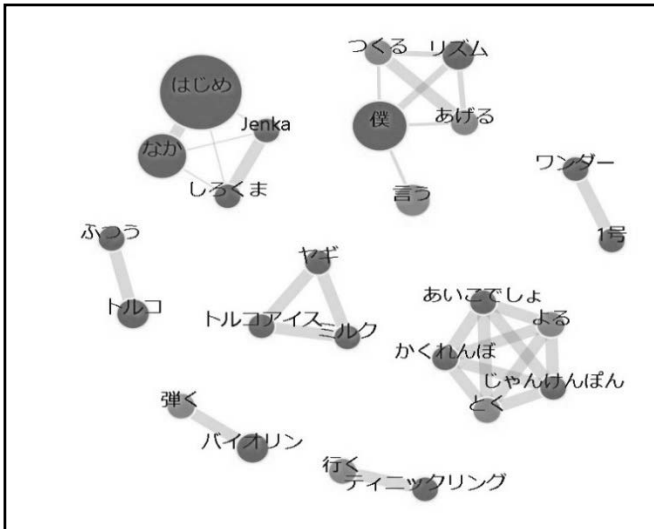 つくる
リズム
はじめ
Jenka
僕
あげる
なか
しろくま
言う
ワンダー
1号
ふつう
トルコ
ヤギ
トルコアイス
ミルク
あいこでしょ
よる
かくれんぼ
じゃんけんぽん
とく
弾く
バイオリン
行く
ティニックリング